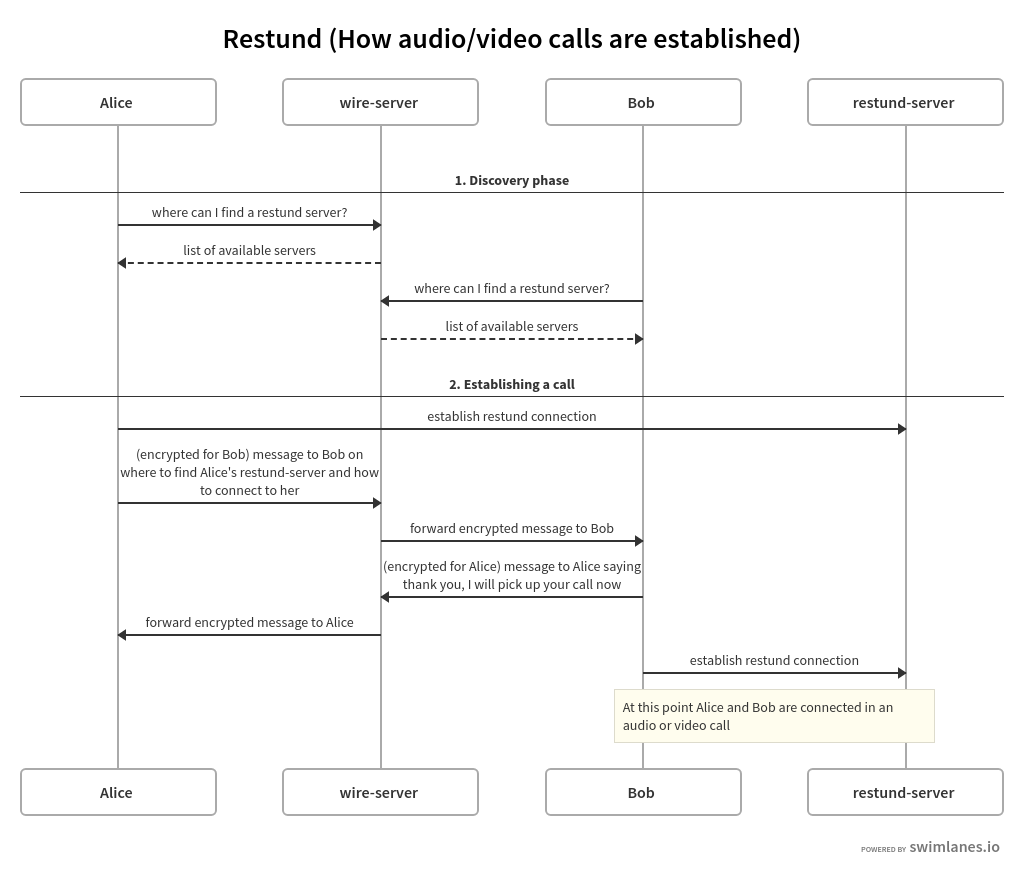 Restund (How audio/video calls are established)
Alice
wire-server
Bob
restund-server
1. Discovery phase
where can I find a restund server?
list of available servers
where can I find a restund server?
list of available servers
2. Establishing a call
establish restund connection
(encrypted for Bob) message to Bob on
where to find Alice's restund-server and how
to connect to her
forward encrypted message to Bob
(encrypted for Alice) message to Alice saying
thank you, I will pick up your call now
forward encrypted message to Alice
establish restund connection
At this point Alice and Bob are connected in an
audio or video call
Alice
wire-server
Bob
restund-server
POWERED BY swimlanes.io